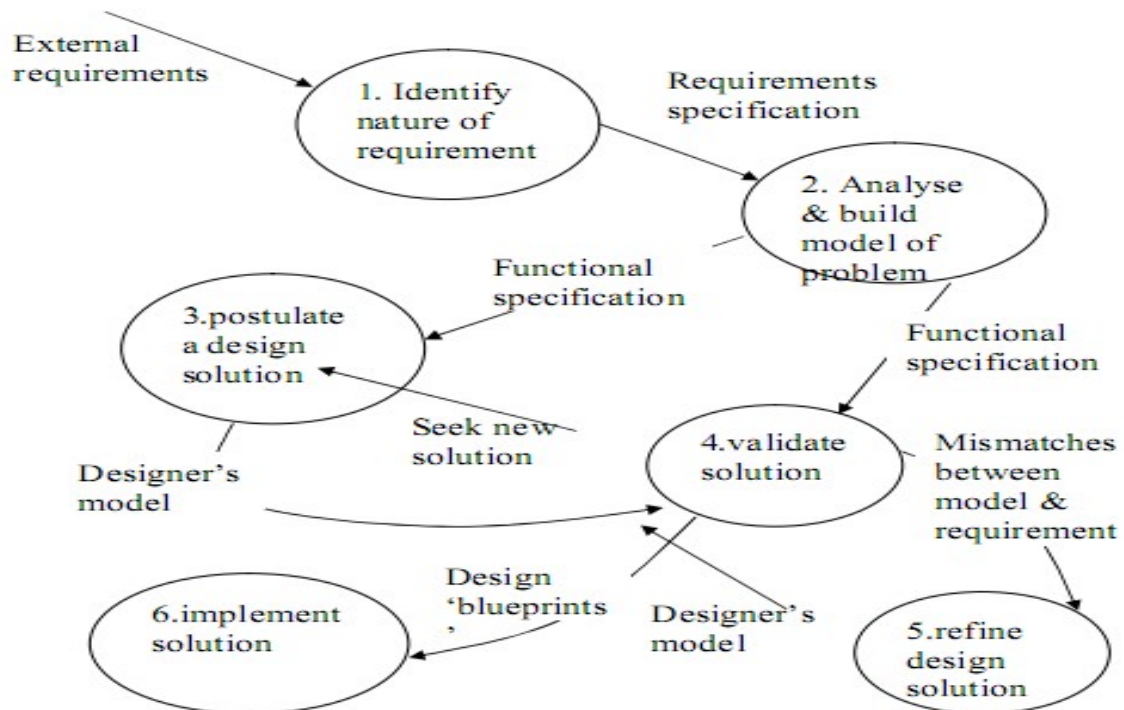 External
requirements
1. Identify
nature of
requirement
Requirements
specification
2. Analyse
& build
model of
problem
Functional
specification
3.postulate
a design
solution
Functional
specification
Seek new
solution
4.validate
solution
Mismatches
between
model &
requirement
Designer’s
model
Design
‘blueprints
’
Designer’s
model
6.implement
solution
5.refine
design
solution